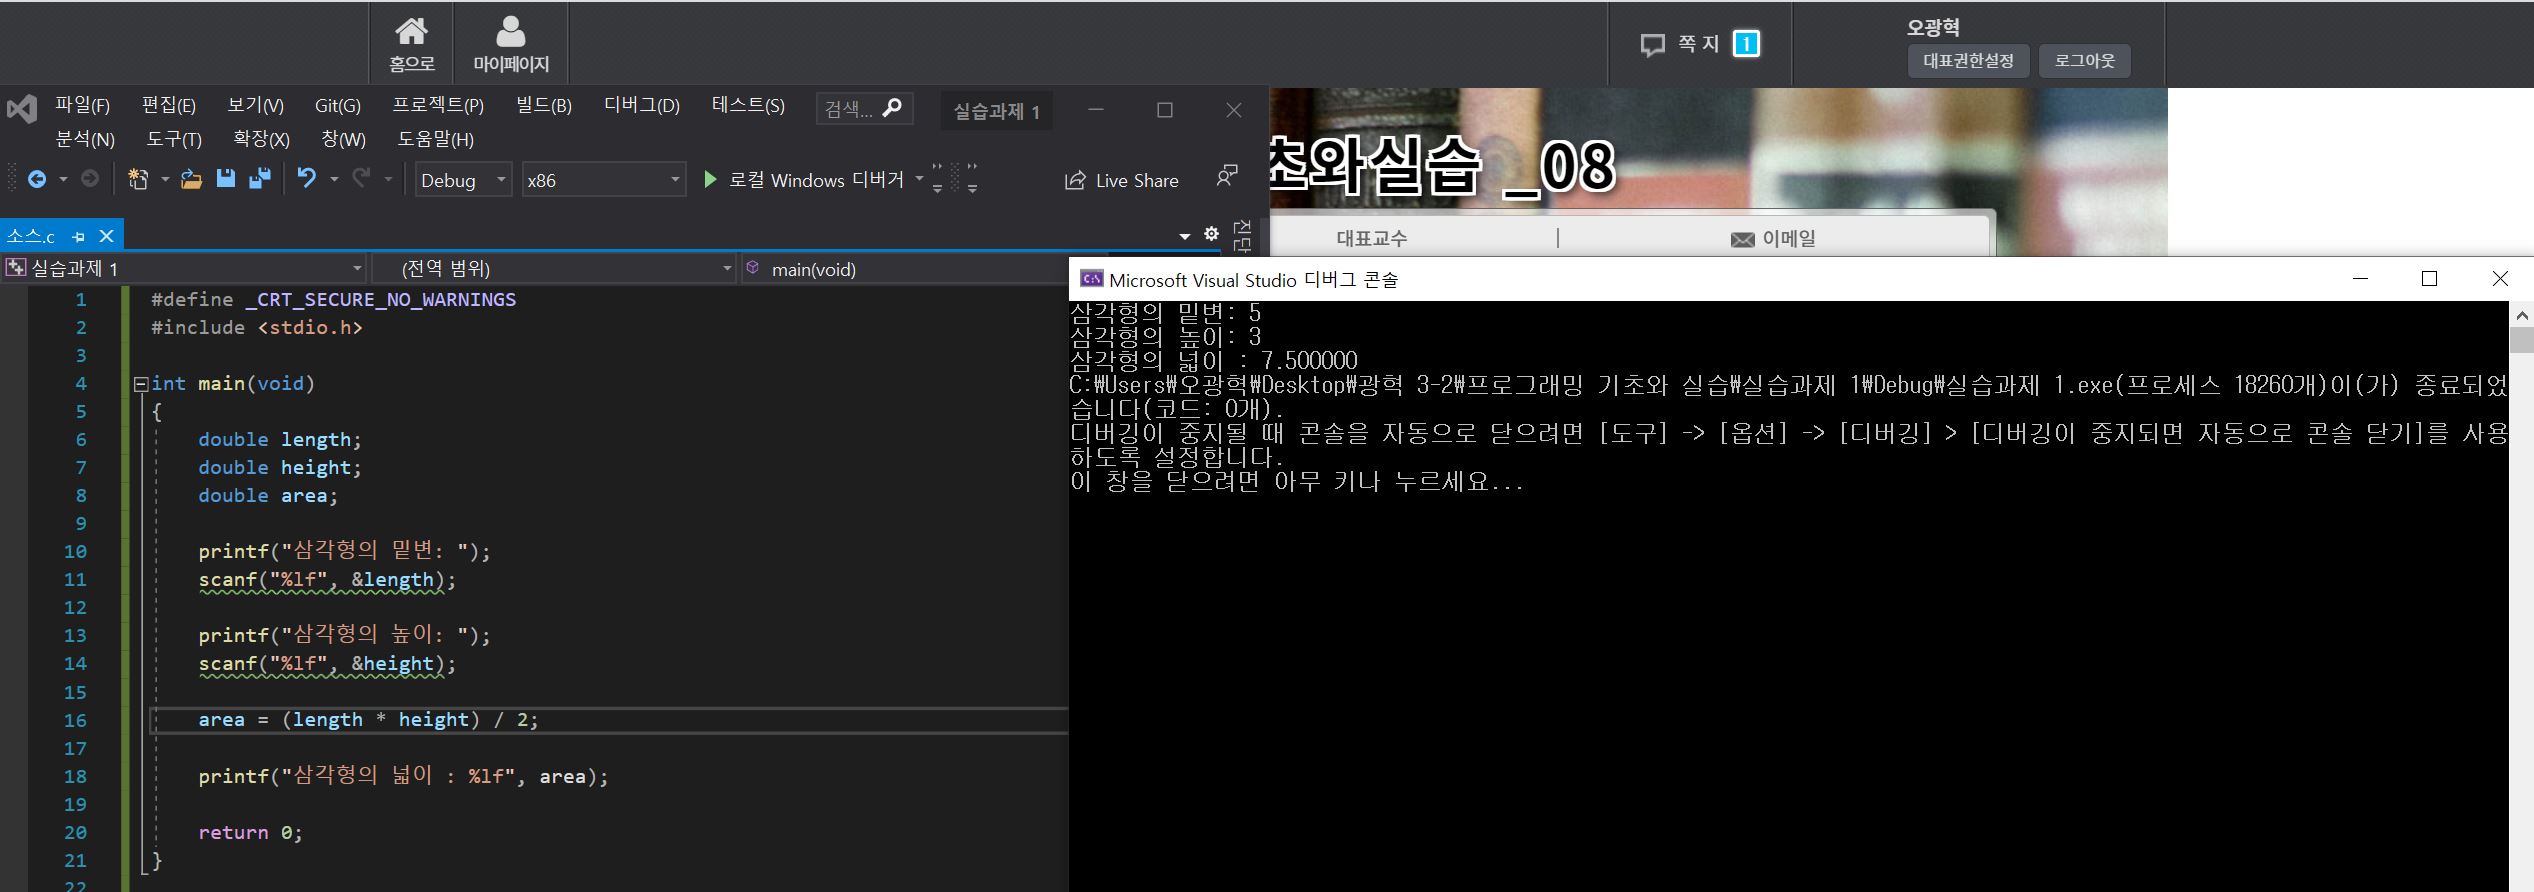 홈으로
마이페이지
쪽 지 1
오광혁
대표권한설정 로그아웃
파일(F) 편집(E) 보기(V) Git(G) 프로젝트(P) 빌드(B) 디버그(D) 테스트(S) 검색... 실습과제 1
분석(N) 도구(T) 확장(X) 창(W) 도움말(H)
Debug x86 로컬 Windows 디버거 Live Share
초와실습 _08
대표교수 | 이메일
소스.c
진단
실습과제 1 (전역 범위) main(void)
1 #define _CRT_SECURE_NO_WARNINGS
2 #include <stdio.h>
3
4 int main(void)
5 {
6 double length;
7 double height;
8 double area;
9
10 printf("삼각형의 밑변: ");
11 scanf("%lf", &length);
12
13 printf("삼각형의 높이: ");
14 scanf("%lf", &height);
15
16 area = (length * height) / 2;
17
18 printf("삼각형의 넓이 : %lf", area);
19
20 return 0;
21 }
22
Microsoft Visual Studio 디버그 콘솔
삼각형의 밑변: 5
삼각형의 높이: 3
삼각형의 넓이 : 7.500000
C:₩Users₩오광혁₩Desktop₩광혁 3-2₩프로그래밍 기초와 실습₩실습과제 1₩Debug₩실습과제 1.exe(프로세스 18260개)이(가) 종료되었
습니다(코드: 0개).
디버깅이 중지될 때 콘솔을 자동으로 닫으려면 [도구] -> [옵션] -> [디버깅] > [디버깅이 중지되면 자동으로 콘솔 닫기]를 사용
하도록 설정합니다.
이 창을 닫으려면 아무 키나 누르세요...